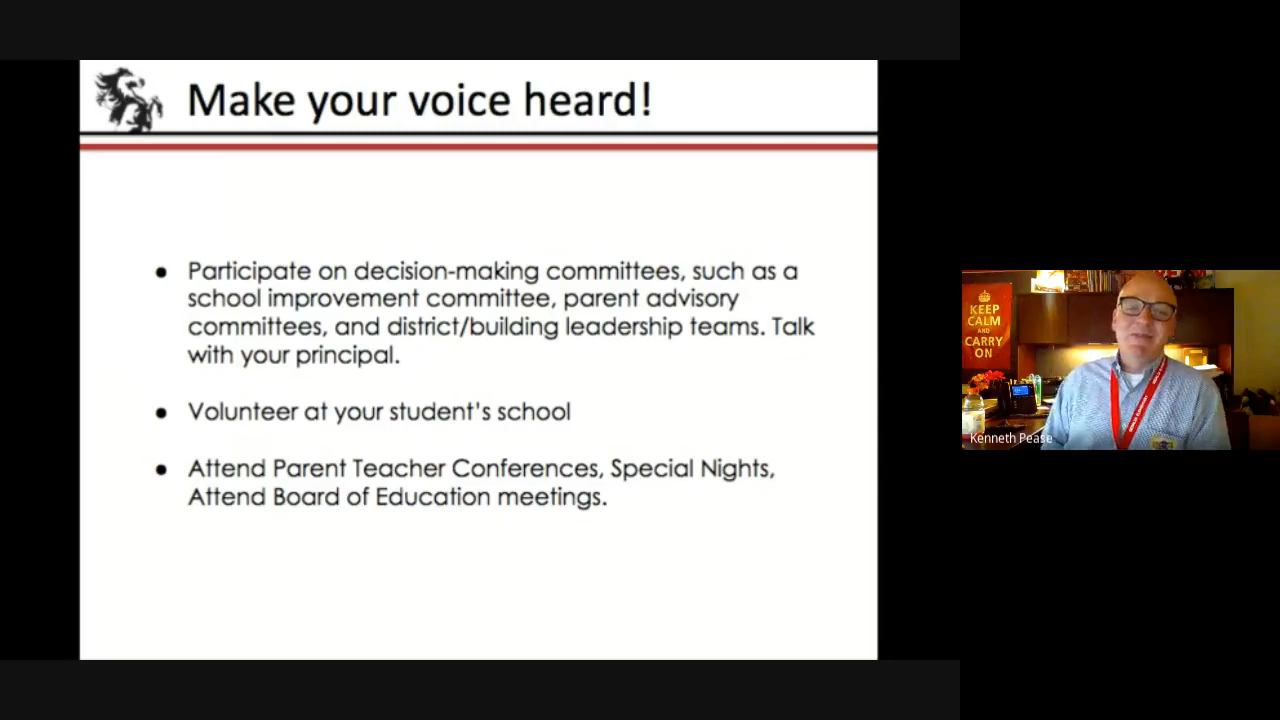 Make your voice heard!
● Participate on decision-making committees, such as a
school improvement committee, parent advisory
committees, and district/building leadership teams. Talk
with your principal.
● Volunteer at your student's school
● Attend Parent Teacher Conferences, Special Nights,
Attend Board of Education meetings.
KEEP
CALM
AND
CARRY
ON
Kenneth Pease